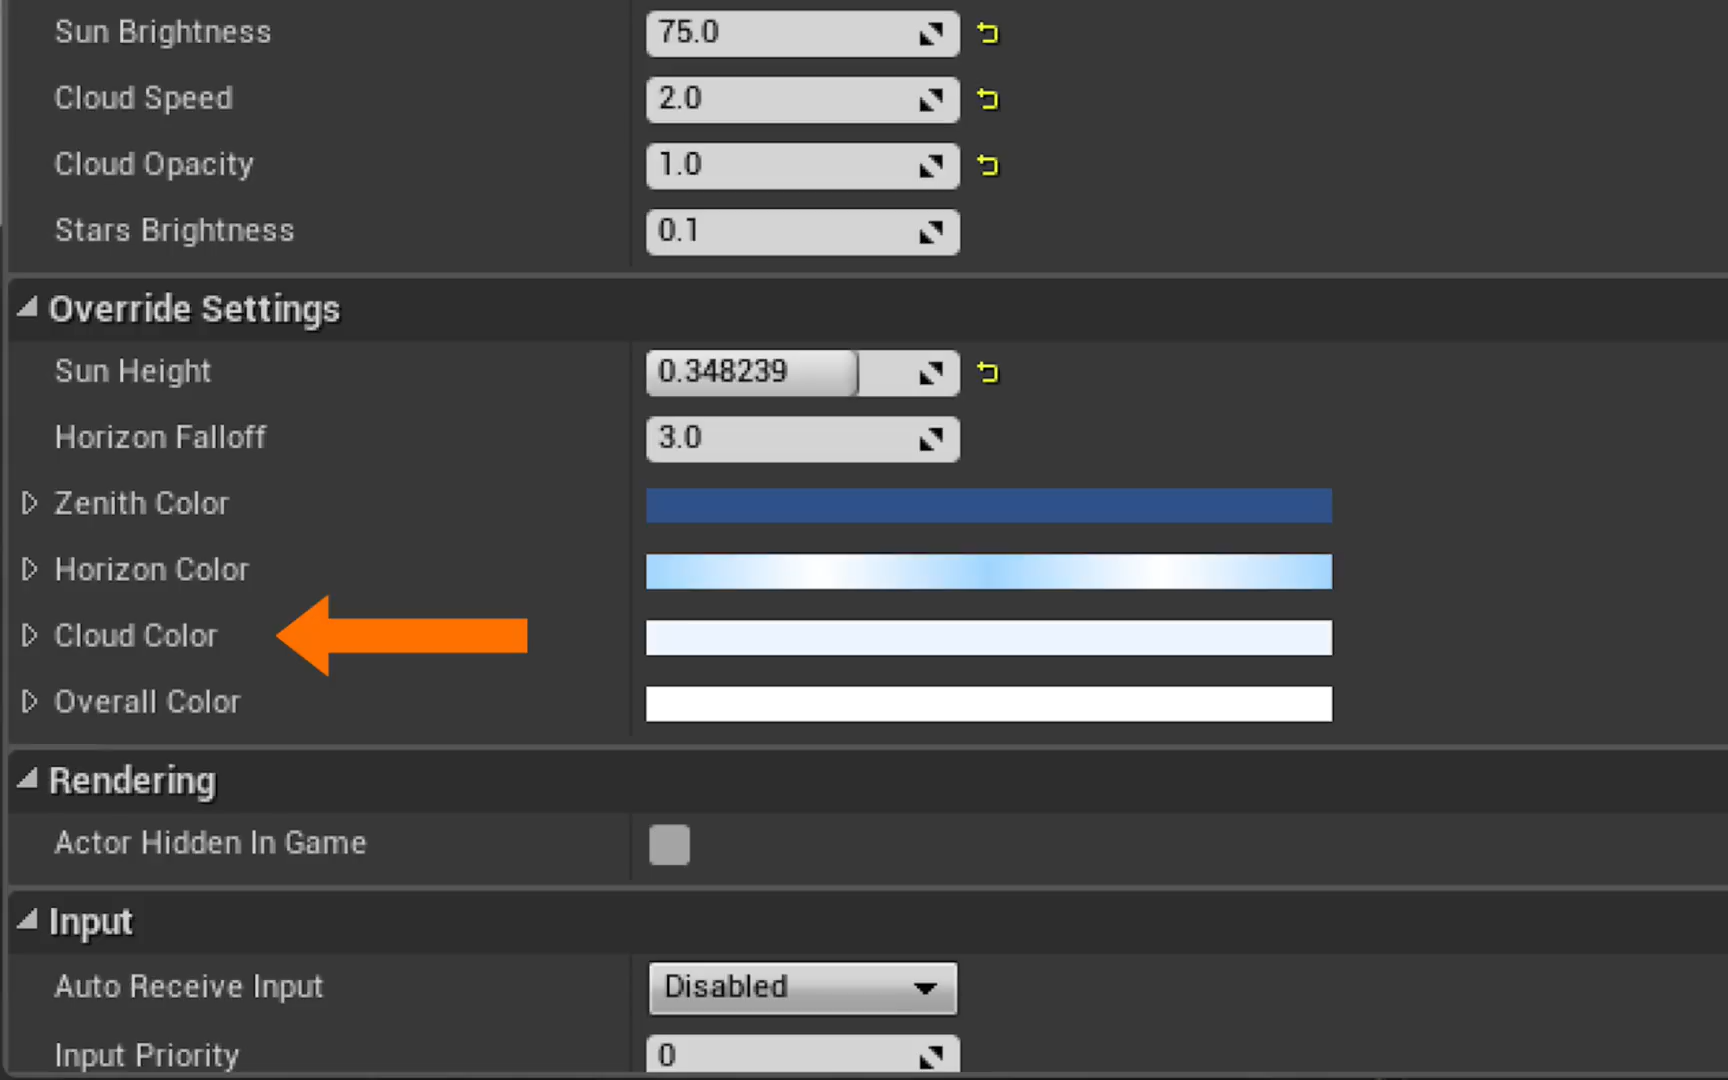 Sun Brightness 75.0
Cloud Speed 2.0
Cloud Opacity 1.0
Stars Brightness 0.1
Override Settings
Sun Height 0.348239
Horizon Falloff 3.0
Zenith Color
Horizon Color
Cloud Color
Overall Color
Rendering
Actor Hidden In Game
Input
Auto Receive Input Disabled
Input Priority 0